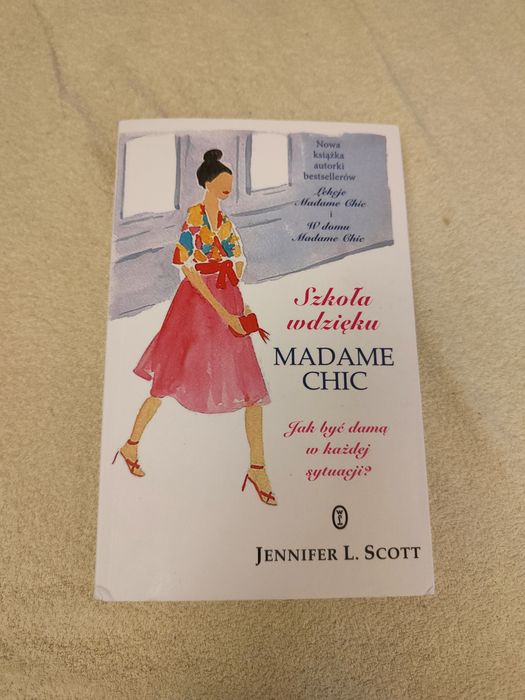 Nowa
książka
autorki
bestsellerów
Lekcje
Madame Chic
i
W domu
Madame Chic
Szkoła
wdzięku
MADAME
CHIC
Jak być damą
w każdej
sytuacji?
JENNIFER L. SCOTT